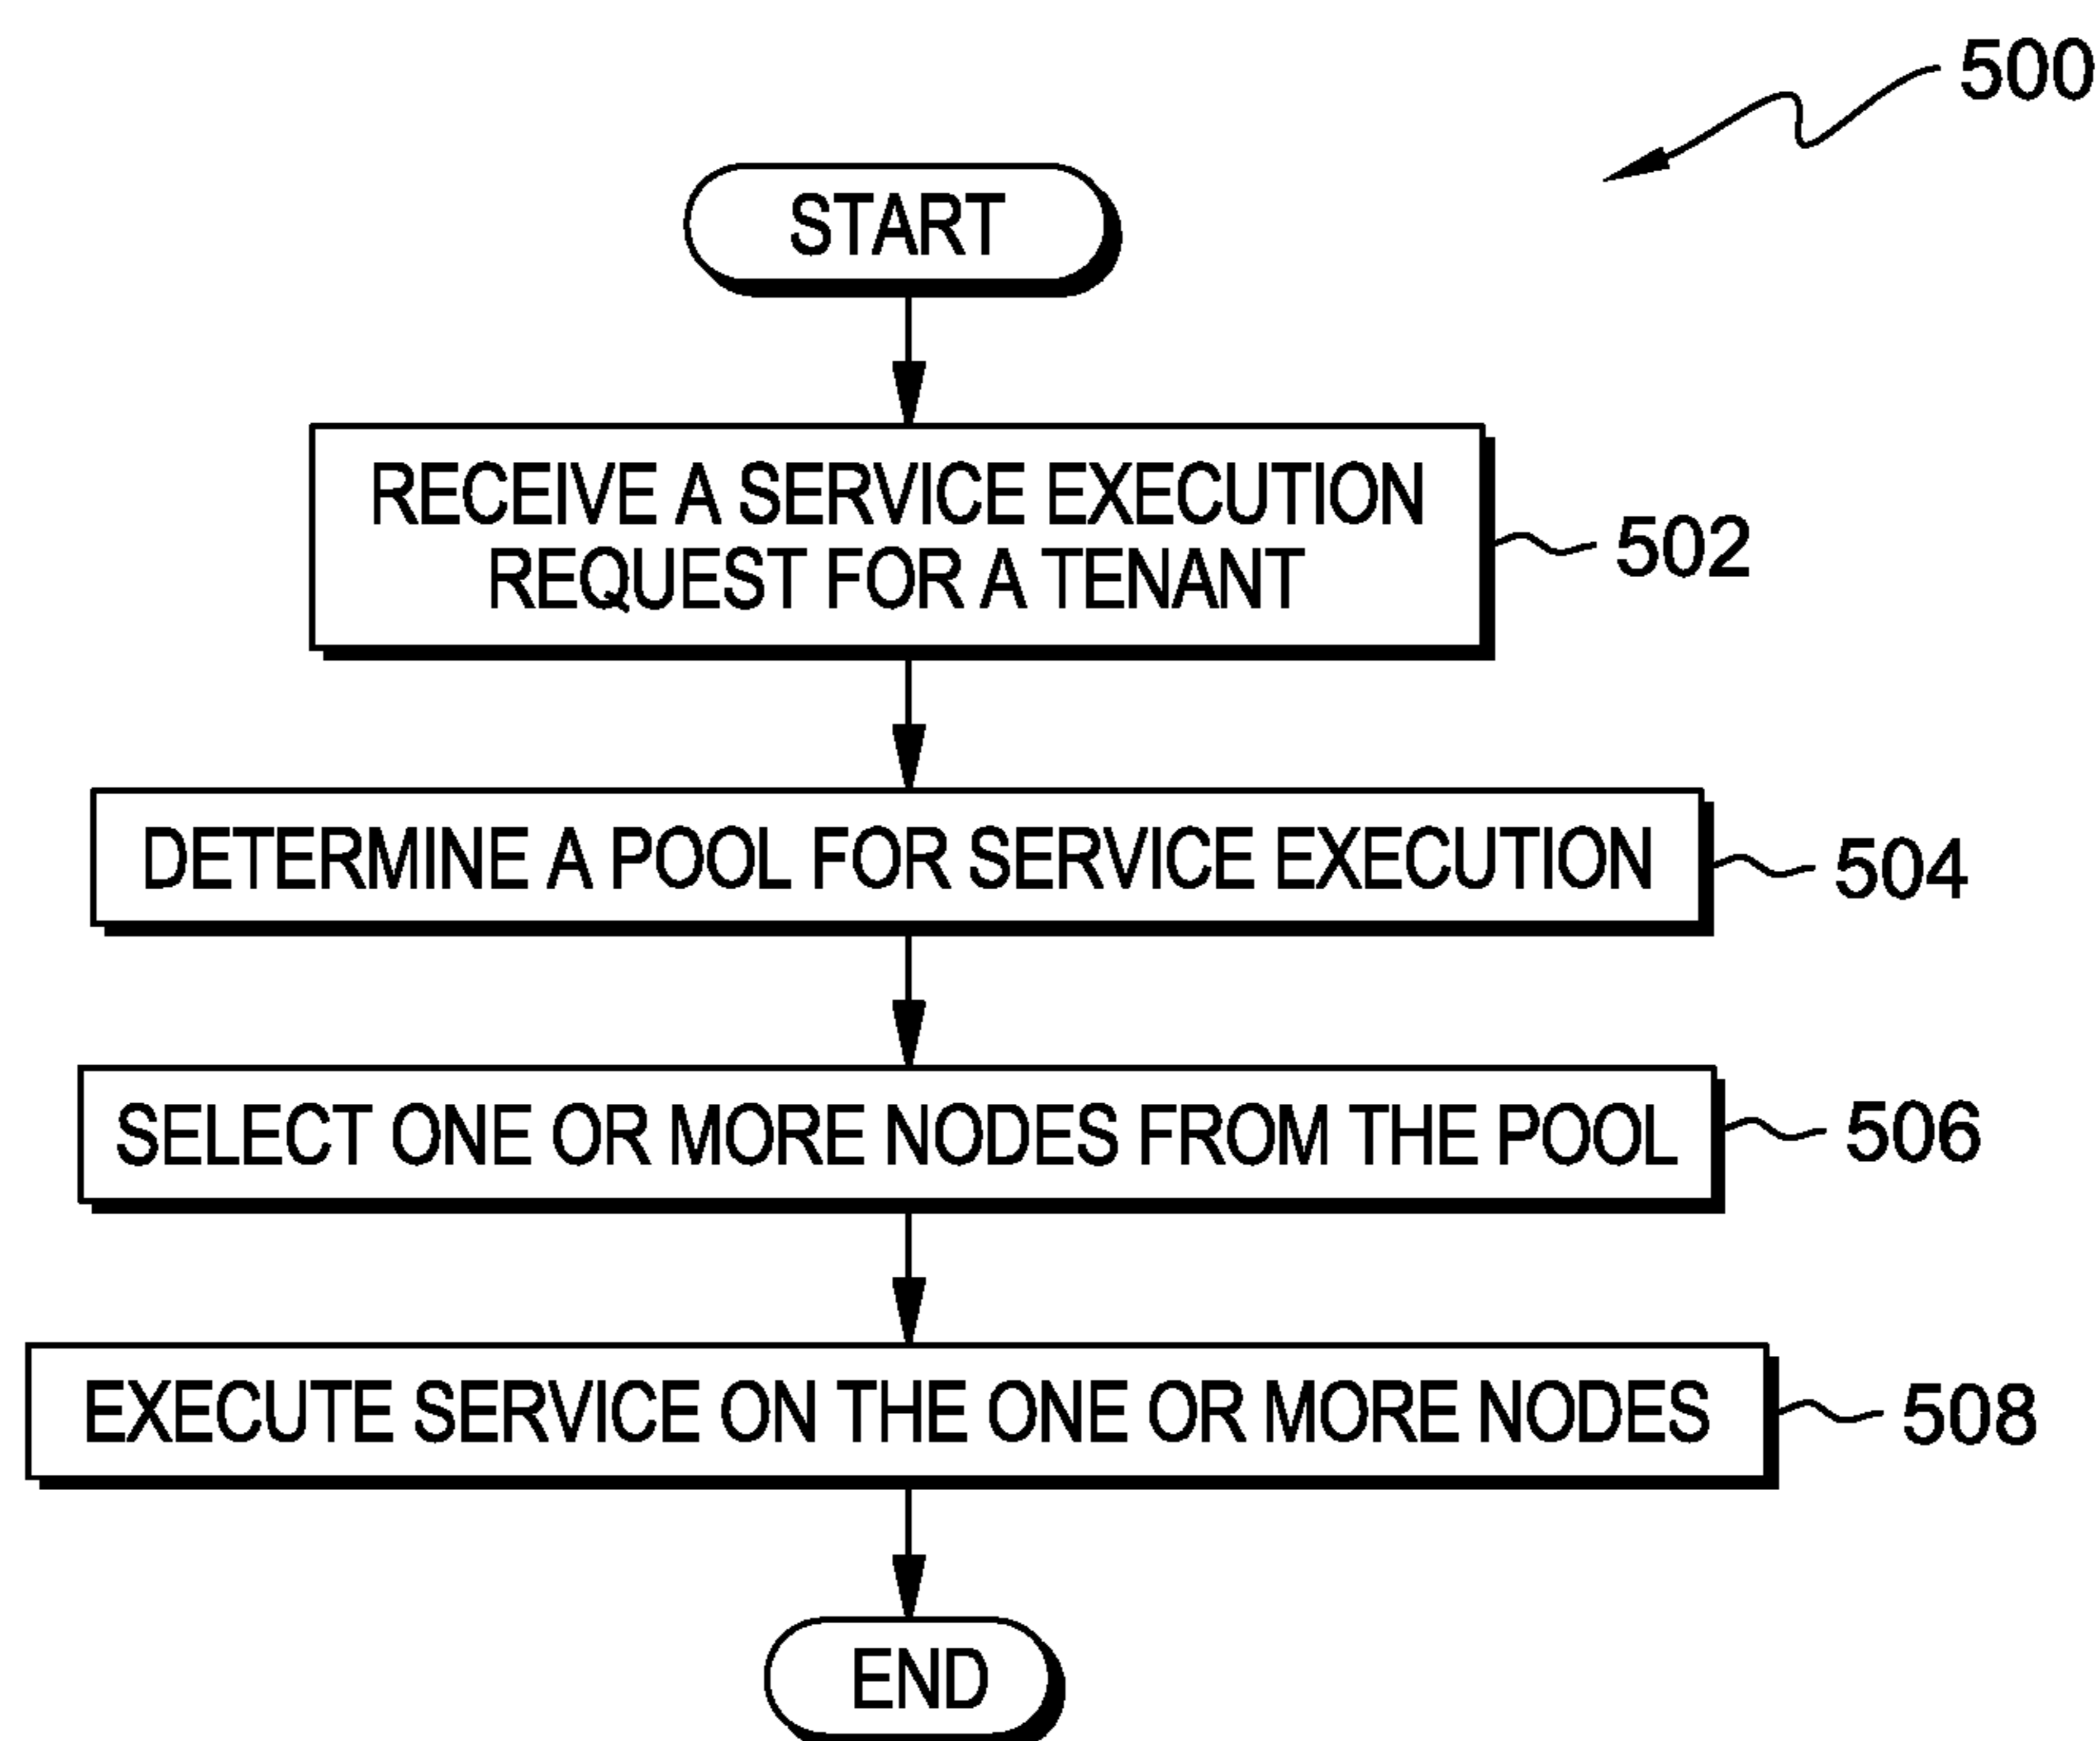 500
START
RECEIVE A SERVICE EXECUTION
REQUEST FOR A TENANT
502
DETERMINE A POOL FOR SERVICE EXECUTION
504
SELECT ONE OR MORE NODES FROM THE POOL
506
EXECUTE SERVICE ON THE ONE OR MORE NODES
508
END